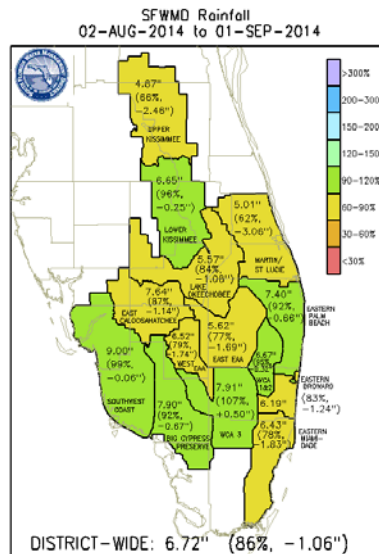 SFWMD Rainfall
02-AUG-2014 to 01-SEP-2014
>300%
200-300
150-200
120-150
90-120%
60-90%
30-60%
<30%
4.87"
(66%,
-2.46")
UPPER
KISSIMMEE
6.65"
(96%,
-0.25")
LOWER
KISSIMMEE
5.01"
(62%,
-3.06")
MARTIN/
ST LUCIE
5.57"
(84%,
-1.08")
LAKE
OKEECHOBEE
7.64"
(87%,
-1.14")
EAST
CALOOSAHATCHEE
7.40"
(92%,
-0.66")
EASTERN
PALM
BEACH
5.62"
(77%,
-1.69")
EAST EAA
6.52"
(79%,
-1.74")
WEST EAA
6.67"
WCA
1&2
9.00"
(99%,
-0.06")
SOUTHWEST
COAST
7.90"
(92%,
-0.67")
BIG CYPRESS
PRESERVE
7.91"
(107%,
+0.50")
WCA 3
6.19"
EASTERN BROWARD
(83%,
-1.24")
6.43"
(78%,
-1.83")
EASTERN
MIAMI-
DADE
DISTRICT-WIDE: 6.72" (86%, -1.06")